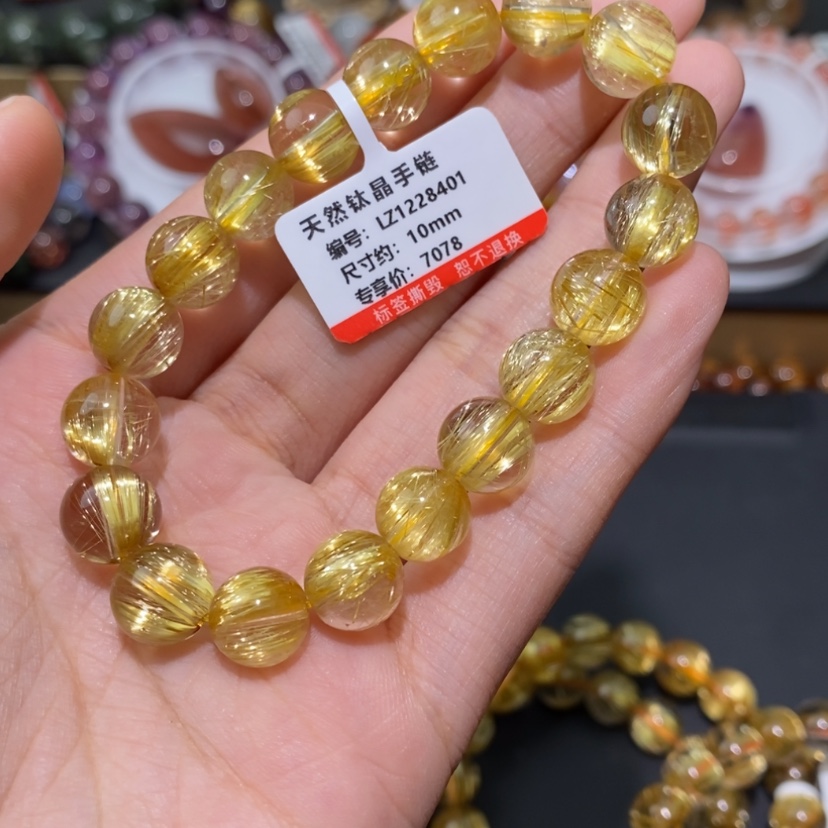 天然钛晶手链
编号: LZ1228401
尺寸约: 10mm
专享价: 7078
标签撕毁 恕不退换